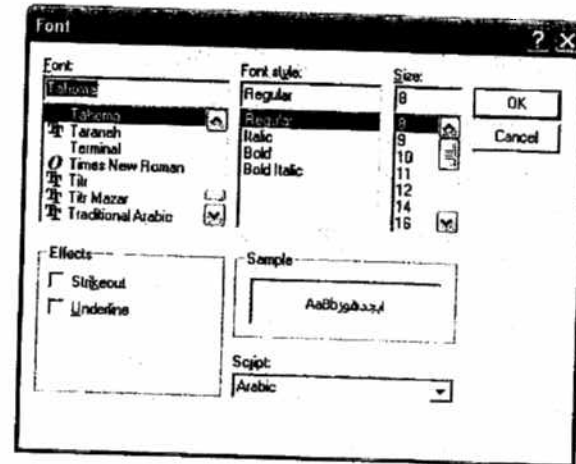 Font
? X
Font:
Tahoma
Tahoma
Taraneh
Terminal
Times New Roman
Titr
Titr Mazar
Traditional Arabic
Font style:
Regular
Regular
Italic
Bold
Bold Italic
Size:
8
8
9
10
11
12
14
16
OK
Cancel
Effects
Strikeout
Underline
Sample
AaBbابجدهوز
Script:
Arabic